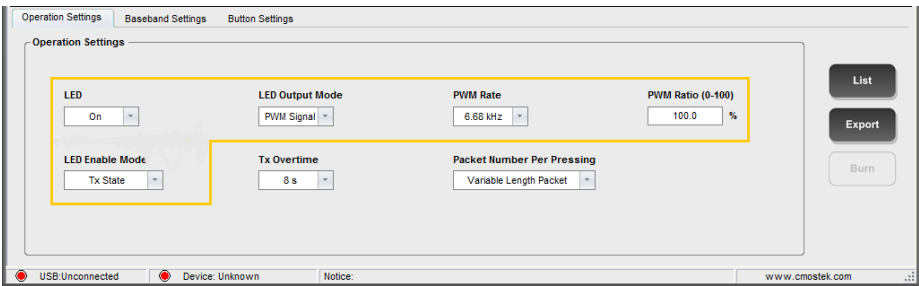 Operation Settings Baseband Settings Button Settings
Operation Settings
LED LED Output Mode PWM Rate PWM Ratio (0-100)
On PWM Signal 6.68 kHz 100.0 %
LED Enable Mode Tx Overtime Packet Number Per Pressing
Tx State 8 s Variable Length Packet
List
Export
Burn
USB:Unconnected Device: Unknown Notice: www.cmostek.com